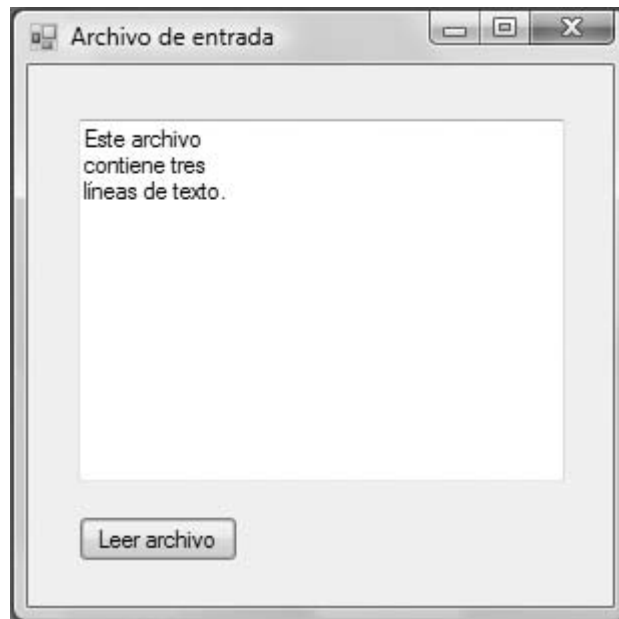 Archivo de entrada
Este archivo
contiene tres
líneas de texto.
Leer archivo